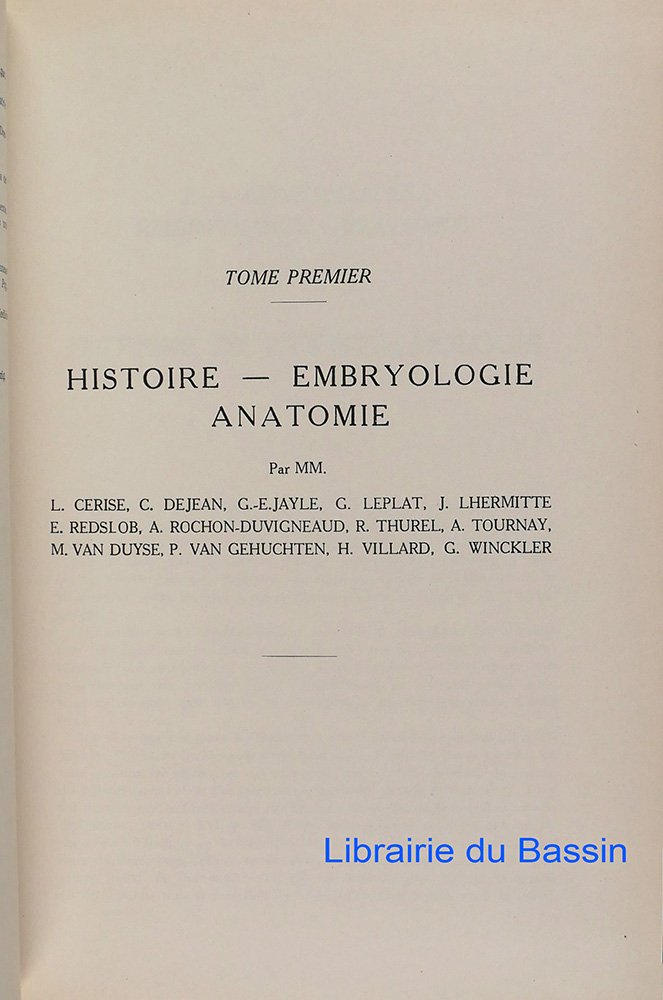 TOME PREMIER
HISTOIRE — EMBRYOLOGIE
ANATOMIE
Par MM.
L. CERISE, C. DEJEAN, G.-E.JAYLE, G. LEPLAT, J. LHERMITTE
E. REDSLOB, A. ROCHON-DUVIGNEAUD, R. THUREL, A. TOURNAY,
M. VAN DUYSE, P. VAN GEHUCHTEN, H. VILLARD, G. WINCKLER
Librairie du Bassin